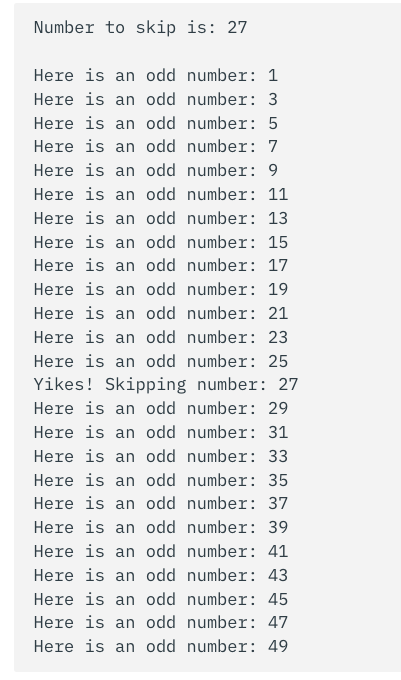 Number to skip is: 27
Here is an odd number: 1
Here is an odd number: 3
Here is an odd number: 5
Here is an odd number: 7
Here is an odd number: 9
Here is an odd number: 11
Here is an odd number: 13
Here is an odd number: 15
Here is an odd number: 17
Here is an odd number: 19
Here is an odd number: 21
Here is an odd number: 23
Here is an odd number: 25
Yikes! Skipping number: 27
Here is an odd number: 29
Here is an odd number: 31
Here is an odd number: 33
Here is an odd number: 35
Here is an odd number: 37
Here is an odd number: 39
Here is an odd number: 41
Here is an odd number: 43
Here is an odd number: 45
Here is an odd number: 47
Here is an odd number: 49